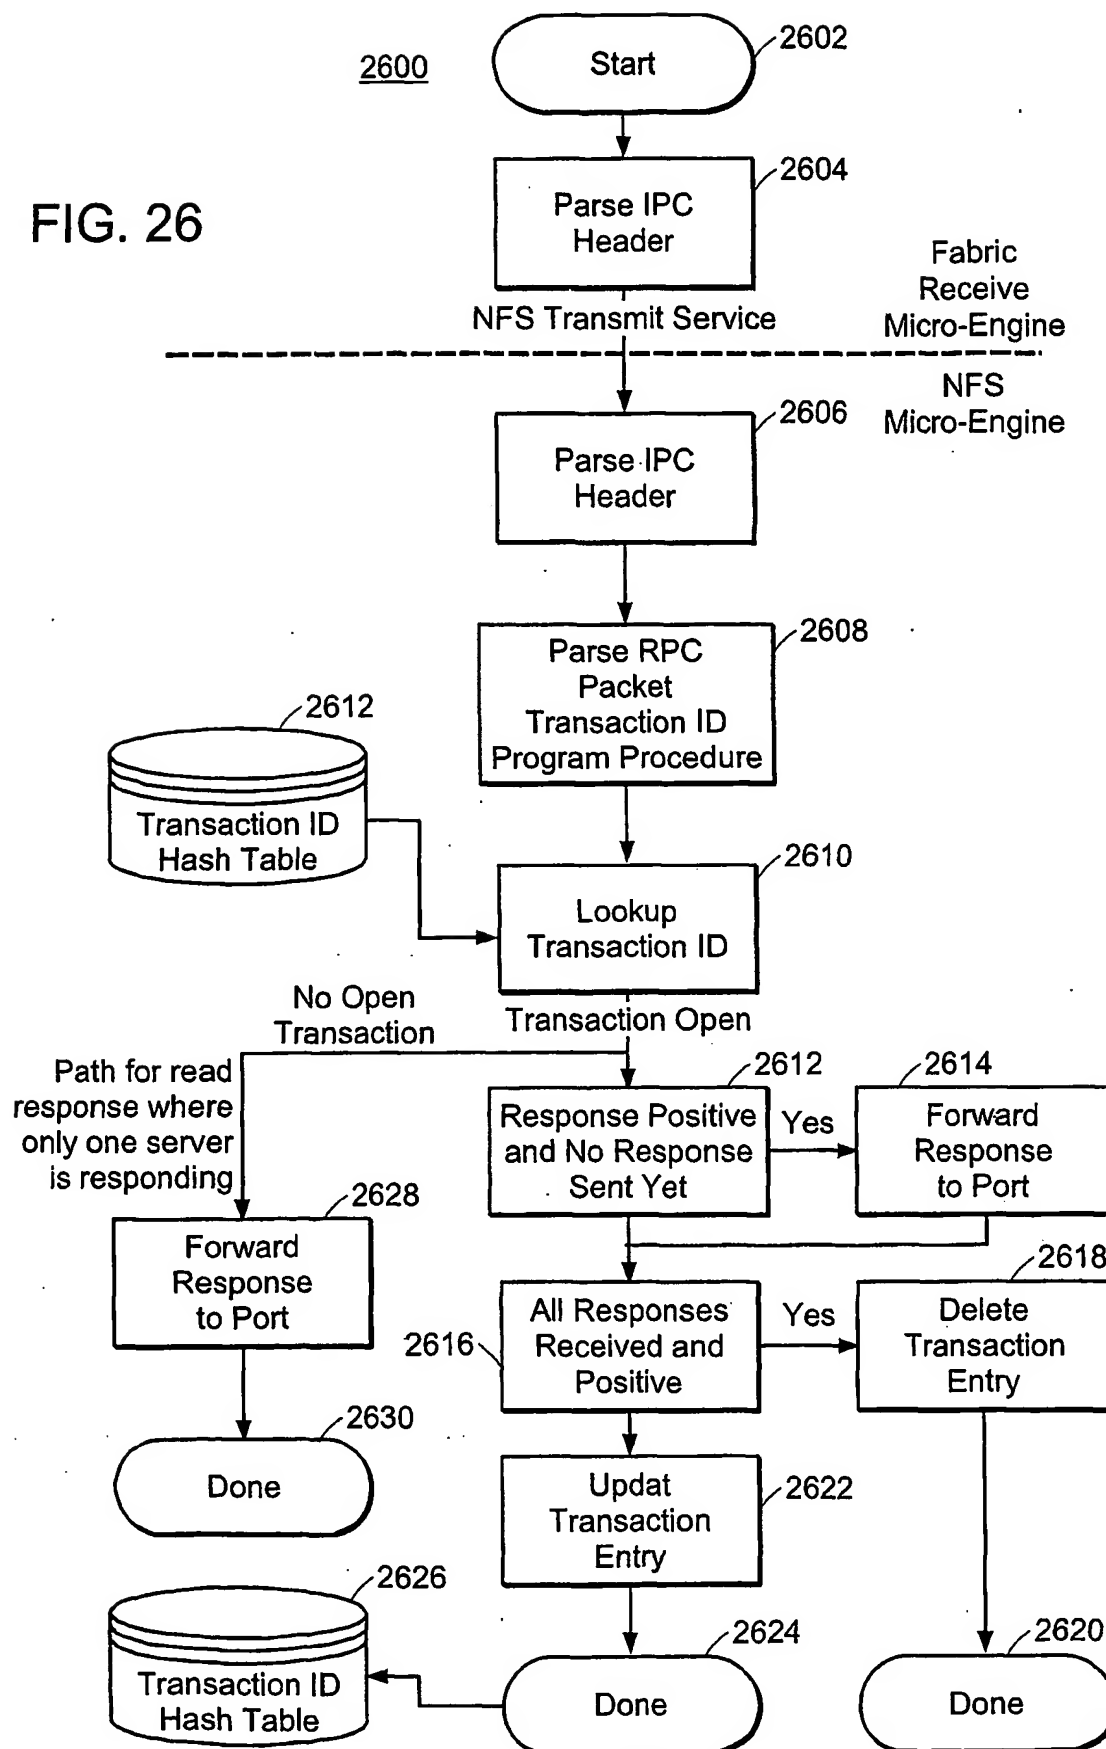 2602
Start
2600
FIG. 26
2604
Parse IPC
Header
Fabric
Receive
Micro-Engine
NFS Transmit Service
NFS
Micro-Engine
2606
Parse IPC
Header
2608
Parse RPC
Packet
Transaction ID
Program Procedure
2612
Transaction ID
Hash Table
2610
Lookup
Transaction ID
No Open
Transaction
Transaction Open
Path for read
response where
only one server
is responding
2612
Response Positive
and No Response
Sent Yet
Yes
2614
Forward
Response
to Port
2628
Forward
Response
to Port
2616
All Responses
Received and
Positive
Yes
2618
Delete
Transaction
Entry
2630
Done
2622
Updat
Transaction
Entry
2626
Transaction ID
Hash Table
2624
Done
2620
Done